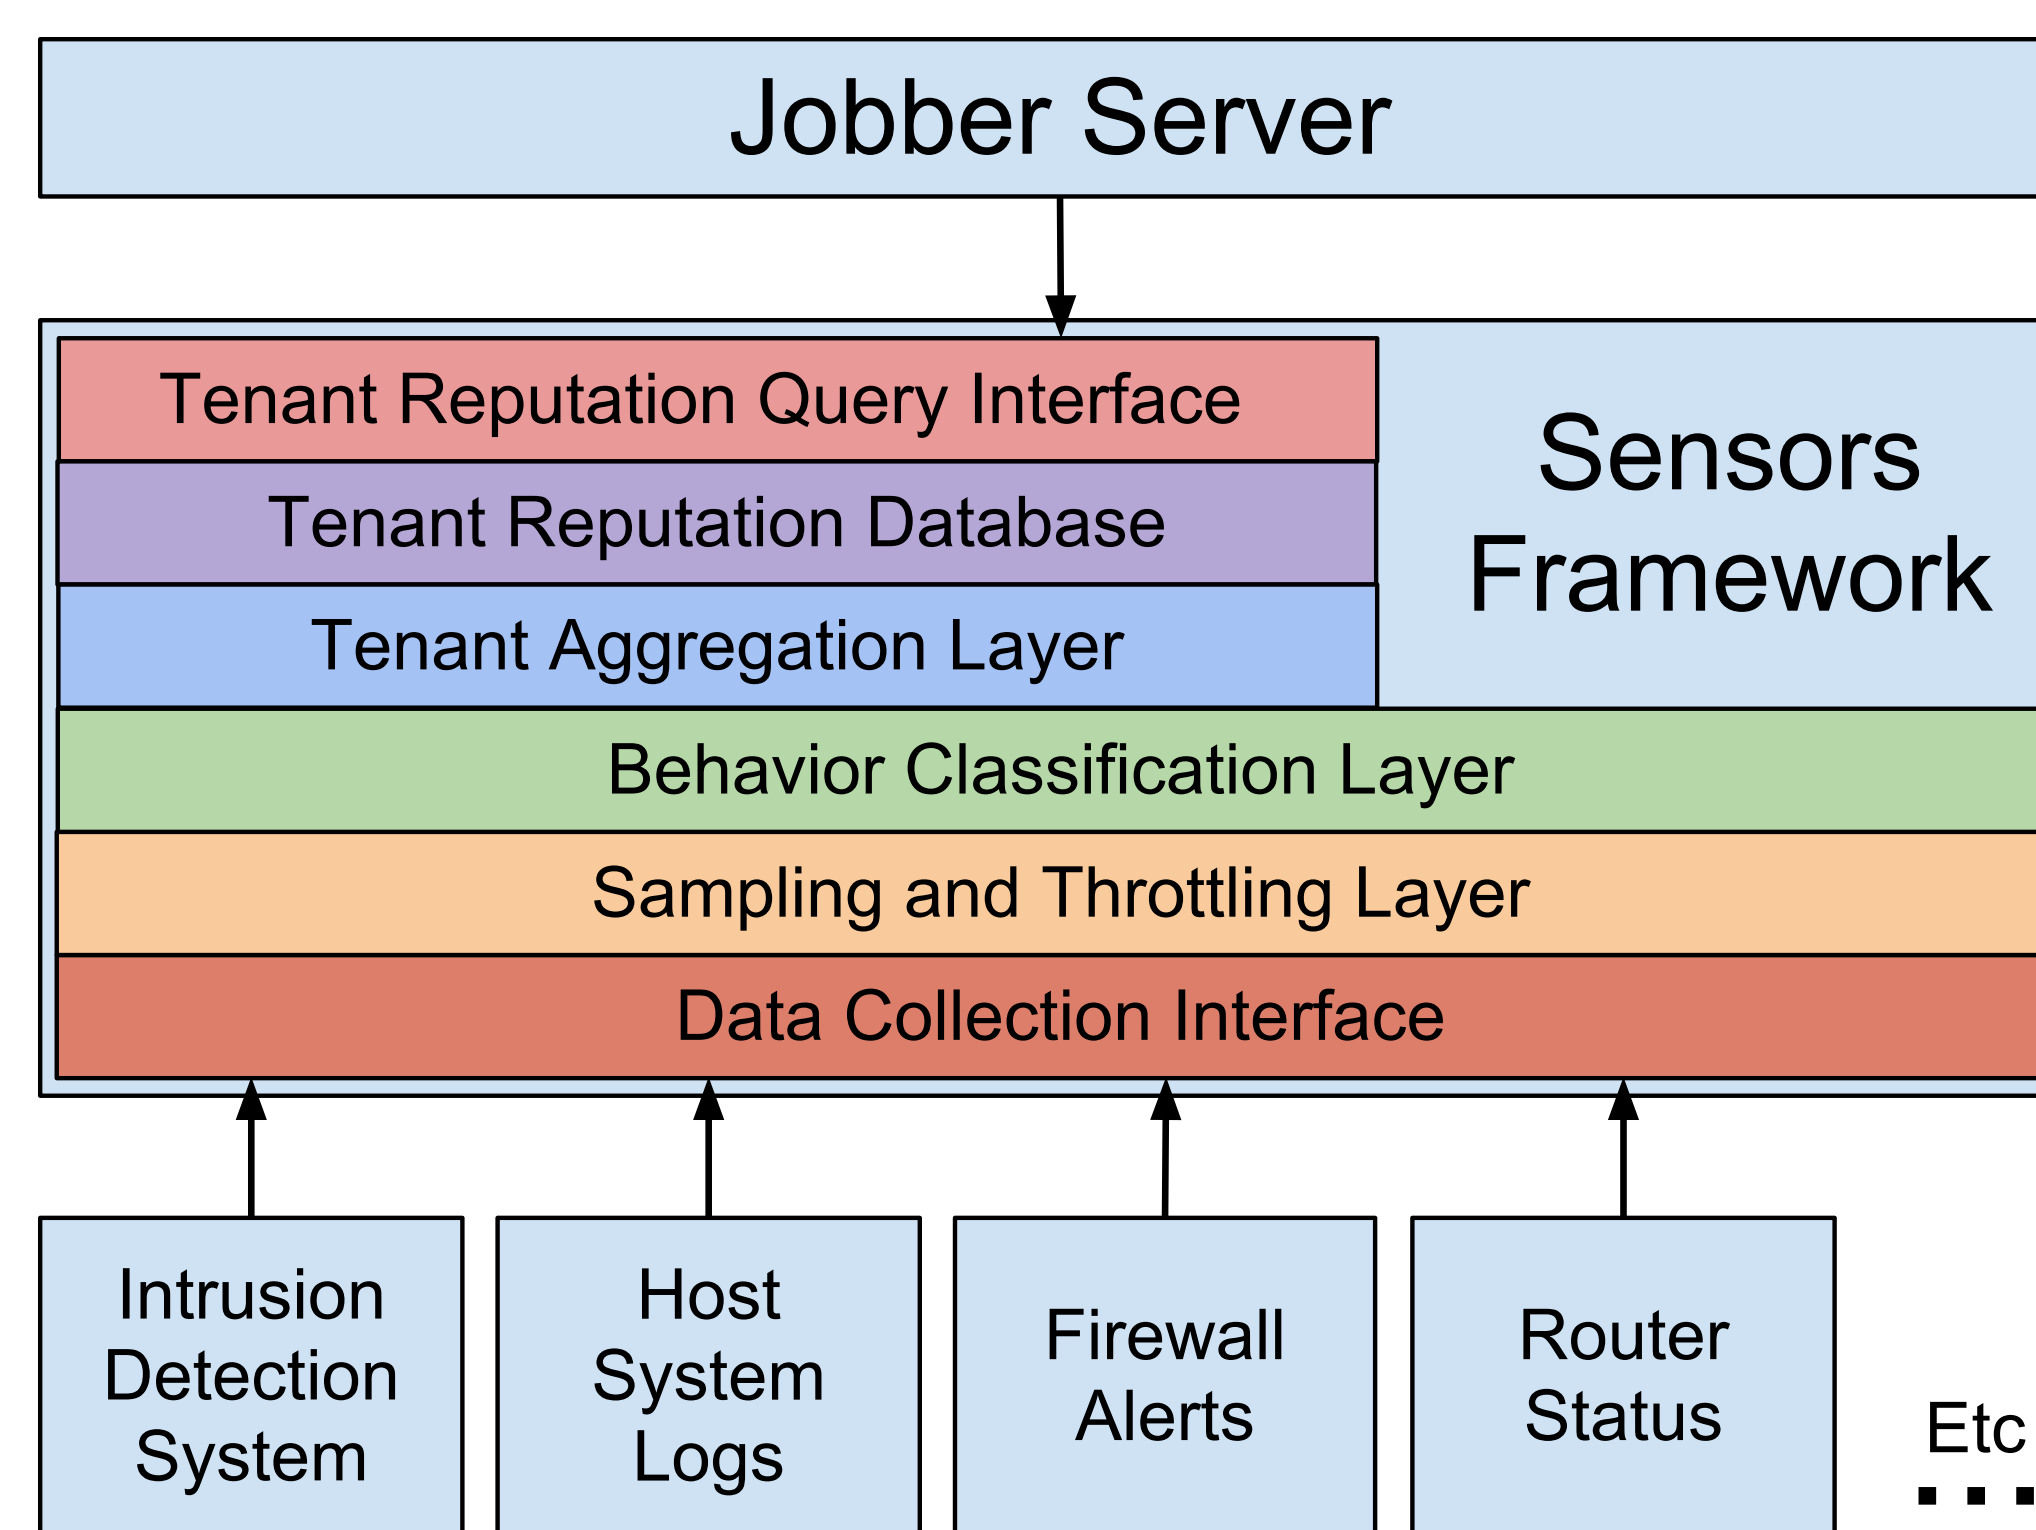 Jobber Server
Tenant Reputation Query Interface
Sensors
Framework
Tenant Reputation Database
Tenant Aggregation Layer
Behavior Classification Layer
Sampling and Throttling Layer
Data Collection Interface
Intrusion
Detection
System
Host
System
Logs
Firewall
Alerts
Router
Status
Etc